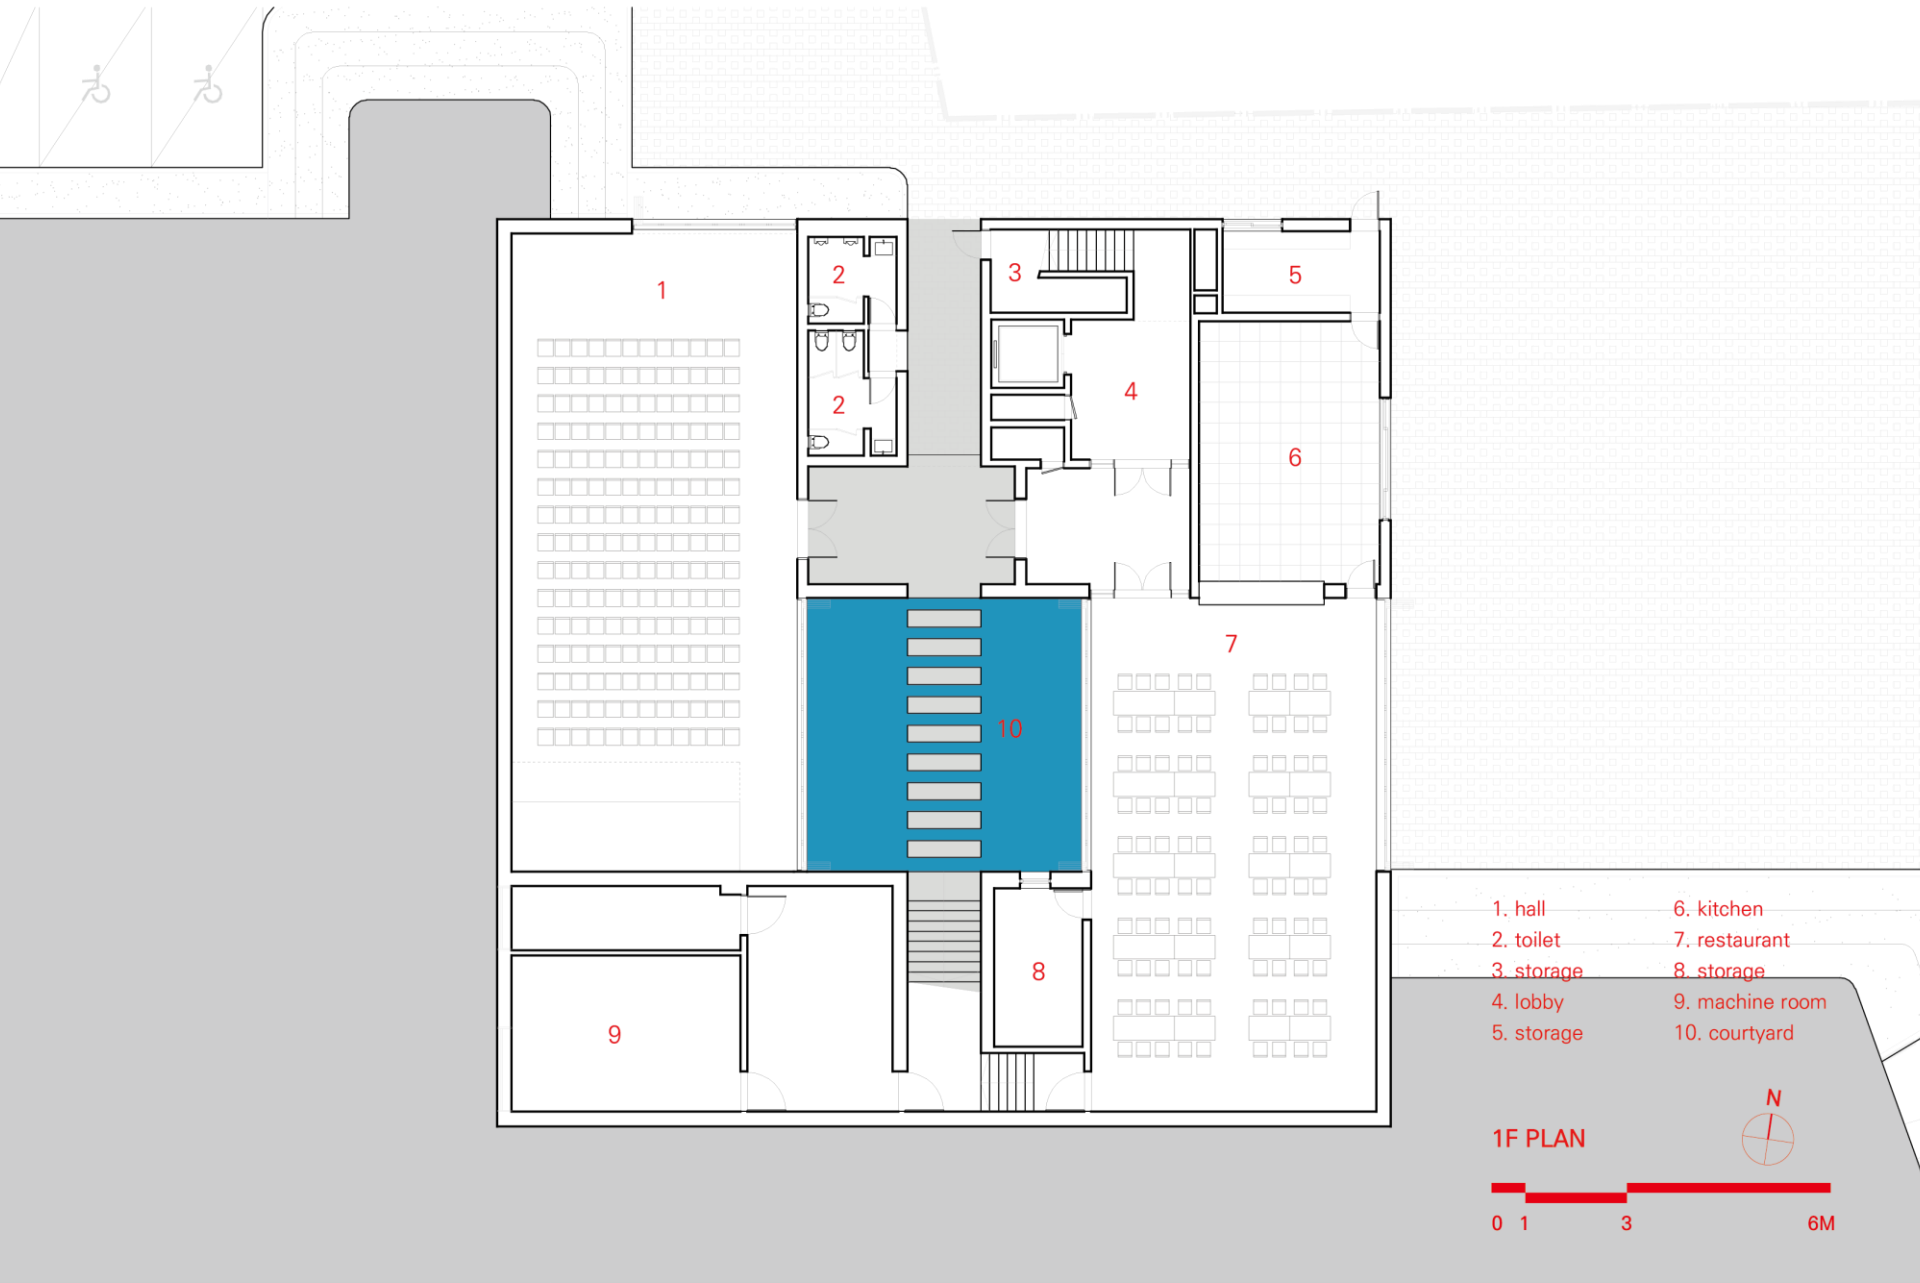 1
2
3
5
4
2
6
7
10
8
9
1. hall
2. toilet
3. storage
4. lobby
5. storage
6. kitchen
7. restaurant
8. storage
9. machine room
10. courtyard
N
1F PLAN
0 1 3 6M